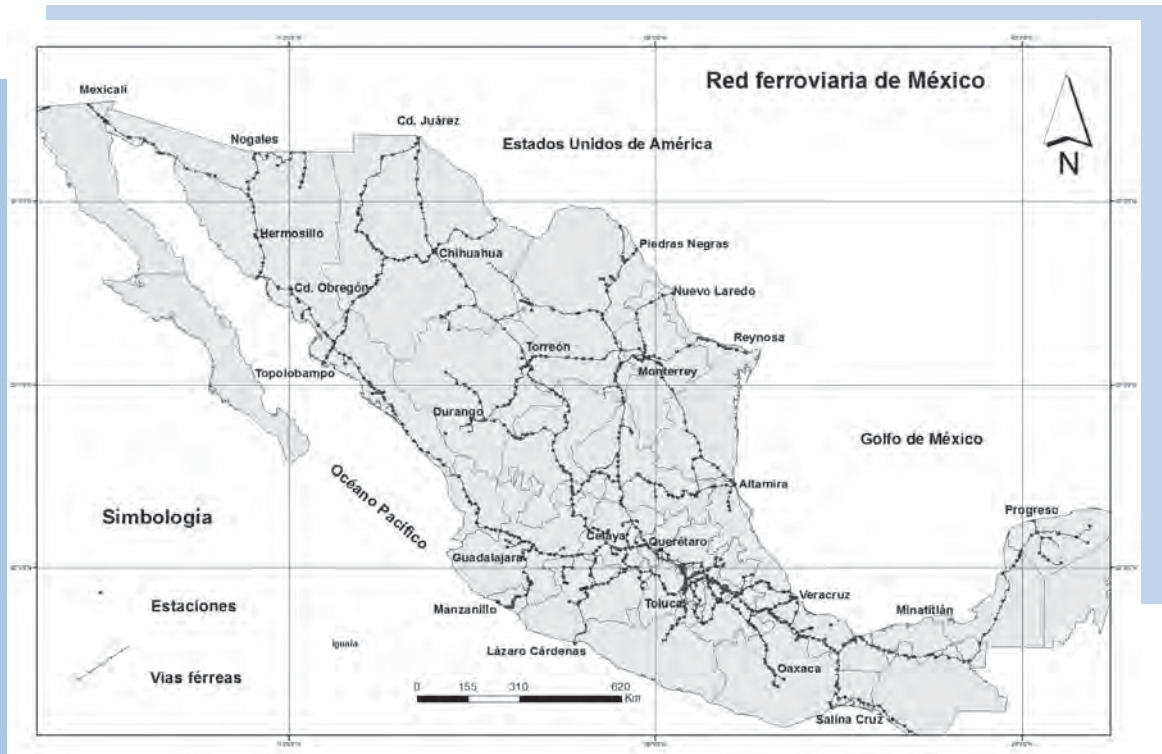 Red ferroviaria de México
Mexicali
Nogales
Cd. Juárez
Estados Unidos de América
N
Hermosillo
Chihuahua
Piedras Negras
Cd. Obregón
Nuevo Laredo
Reynosa
Torreón
Topolobampo
Monterrey
Durango
Golfo de México
Océano Pacífico
Altamira
Simbología
Progreso
Celaya
Querétaro
Guadalajara
Estaciones
Manzanillo
Toluca
Veracruz
Minatitlán
Iguala
Lázaro Cárdenas
Vías férreas
Oaxaca
0 155 310 620
Km
Salina Cruz